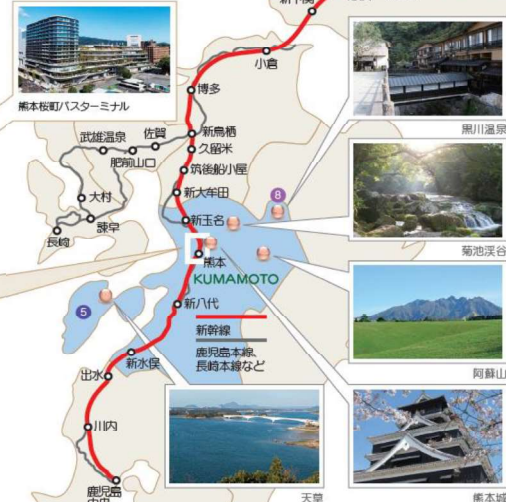 小倉
博多
熊本桜町バスターミナル
黒川温泉
武雄温泉
佐賀
新鳥栖
肥前山口
久留米
筑後船小屋
大村
新大牟田
8
諫早
新玉名
長崎
菊池渓谷
熊本
KUMAMOTO
新八代
5
新幹線
鹿児島本線、
長崎本線など
新水俣
出水
阿蘇山
川内
鹿児島
天草
熊本城